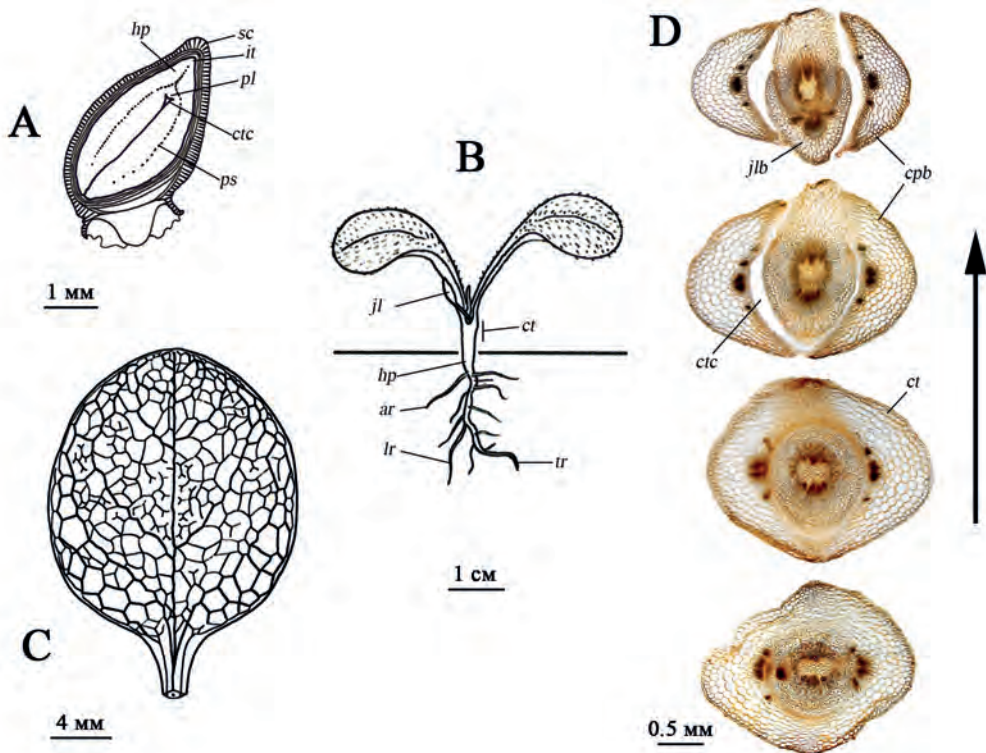 A
hp
sc
it
pl
ctc
ps
1 мм
B
jl
ct
hp
ar
lr
tr
1 см
C
4 мм
D
jlb
cpb
ctc
ct
0.5 мм